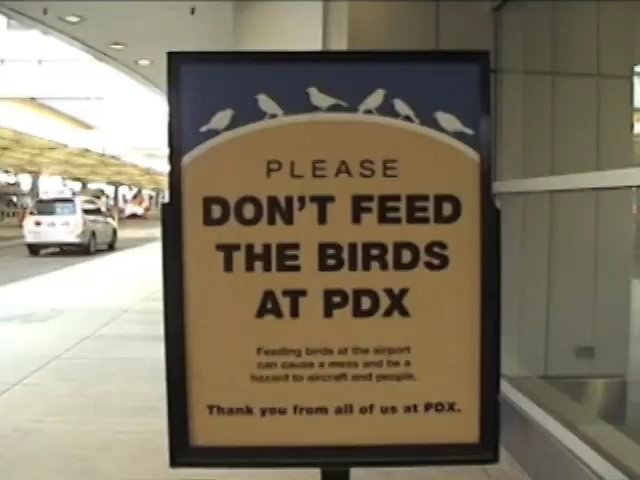 PLEASE
DON'T FEED
THE BIRDS
AT PDX
Feeding birds at the airport
can cause a mess and be a
hazard to aircraft and people.
Thank you from all of us at PDX.